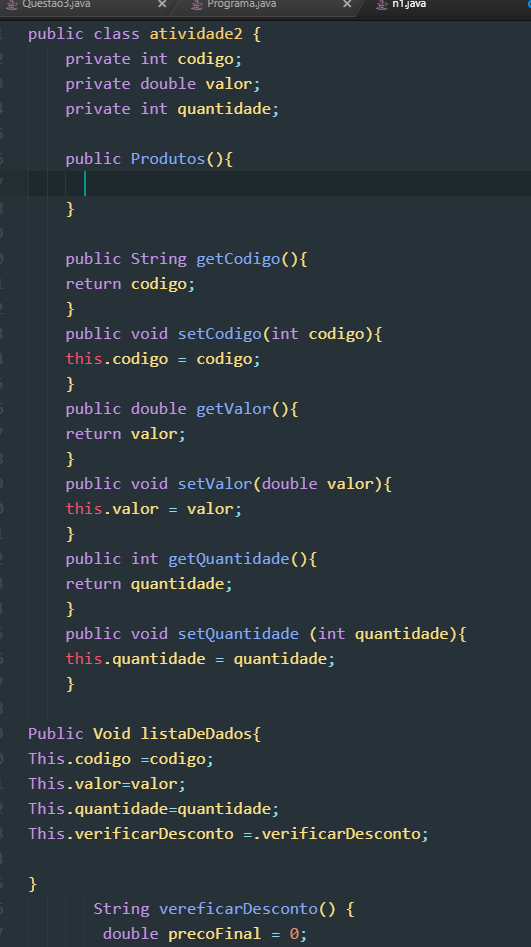 Questao3.java × Programa.java × n1.java
public class atividade2 {
private int codigo;
private double valor;
private int quantidade;
public Produtos(){
}
public String getCodigo(){
return codigo;
}
public void setCodigo(int codigo){
this.codigo = codigo;
}
public double getValor(){
return valor;
}
public void setValor(double valor){
this.valor = valor;
}
public int getQuantidade(){
return quantidade;
}
public void setQuantidade (int quantidade){
this.quantidade = quantidade;
}
Public Void listaDeDados{
This.codigo =codigo;
This.valor=valor;
This.quantidade=quantidade;
This.verificarDesconto =.verificarDesconto;
}
String vereficarDesconto() {
double precoFinal = 0;